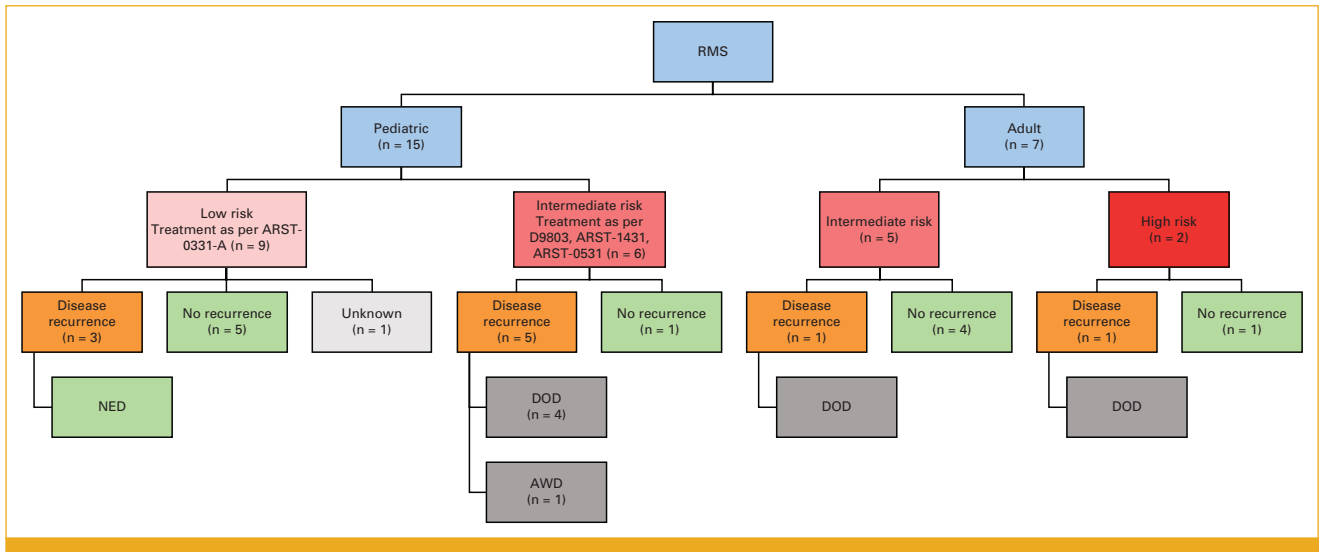 RMS
Pediatric
(n = 15)
Adult
(n = 7)
Low risk
Treatment as per ARST-
0331-A (n = 9)
Intermediate risk
Treatment as per
D9803, ARST-1431,
ARST-0531 (n = 6)
Intermediate risk
(n = 5)
High risk
(n = 2)
Disease
recurrence
(n = 3)
No recurrence
(n = 5)
Unknown
(n = 1)
Disease
recurrence
(n = 5)
No recurrence
(n = 1)
Disease
recurrence
(n = 1)
No recurrence
(n = 4)
Disease
recurrence
(n = 1)
No recurrence
(n = 1)
NED
DOD
(n = 4)
DOD
DOD
AWD
(n = 1)